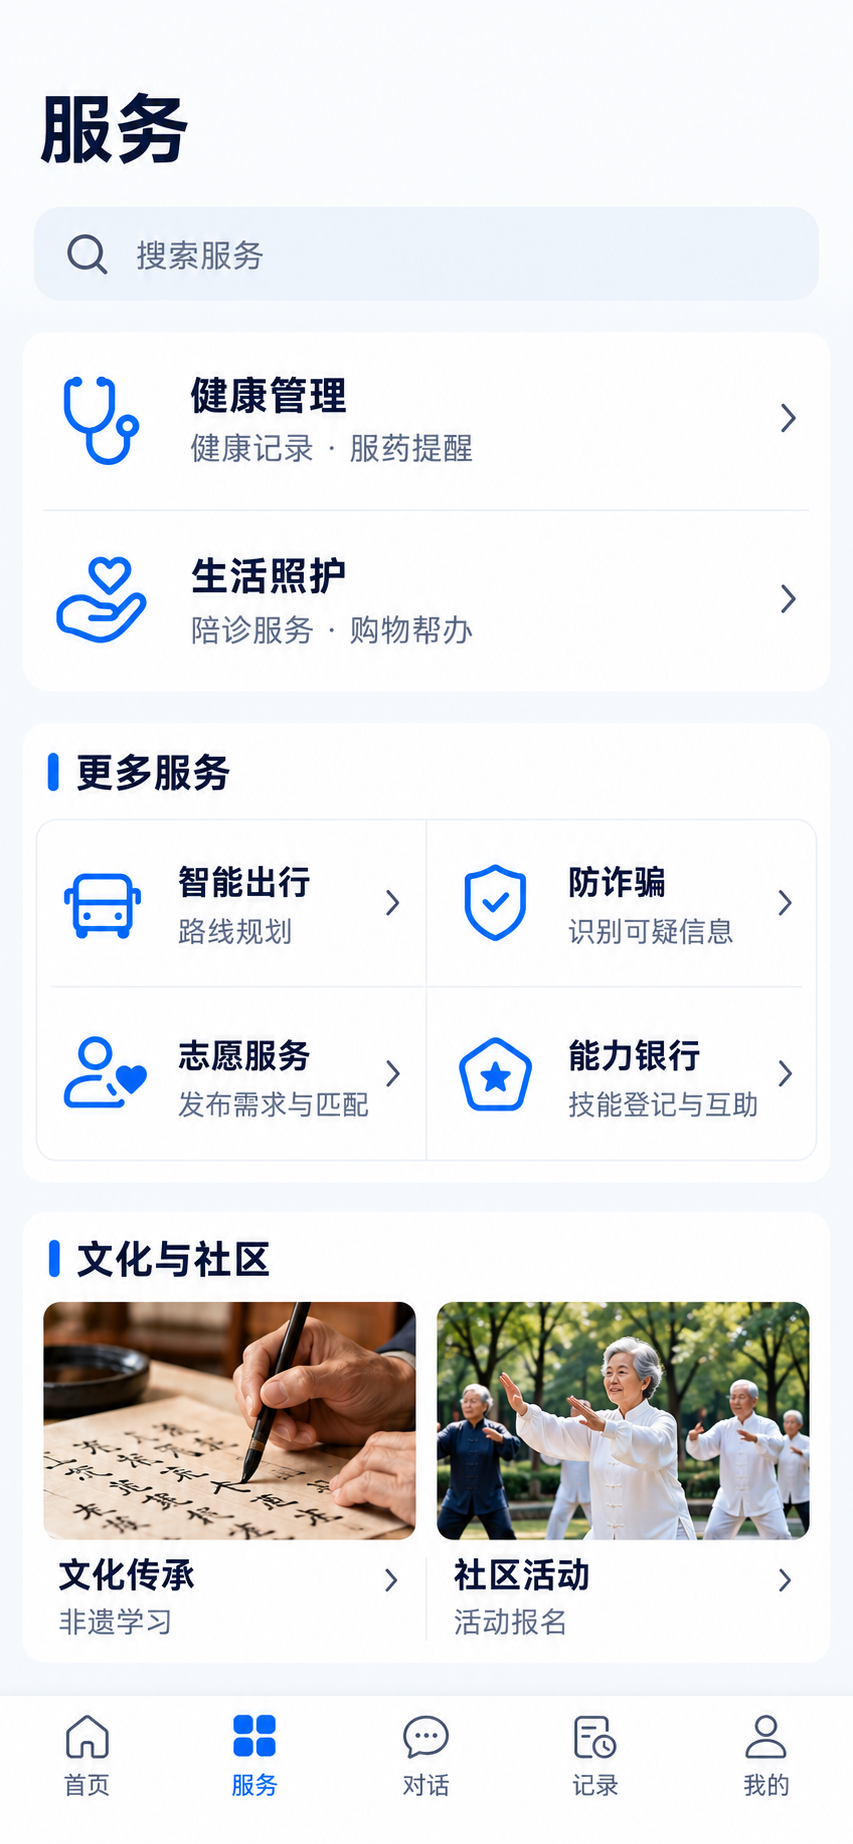 服务
搜索服务
健康管理
健康记录 · 服药提醒
生活照护
陪诊服务 · 购物帮办
更多服务
智能出行
路线规划
防诈骗
识别可疑信息
志愿服务
发布需求与匹配
能力银行
技能登记与互助
文化与社区
文化传承
非遗学习
社区活动
活动报名
首页
服务
对话
记录
我的